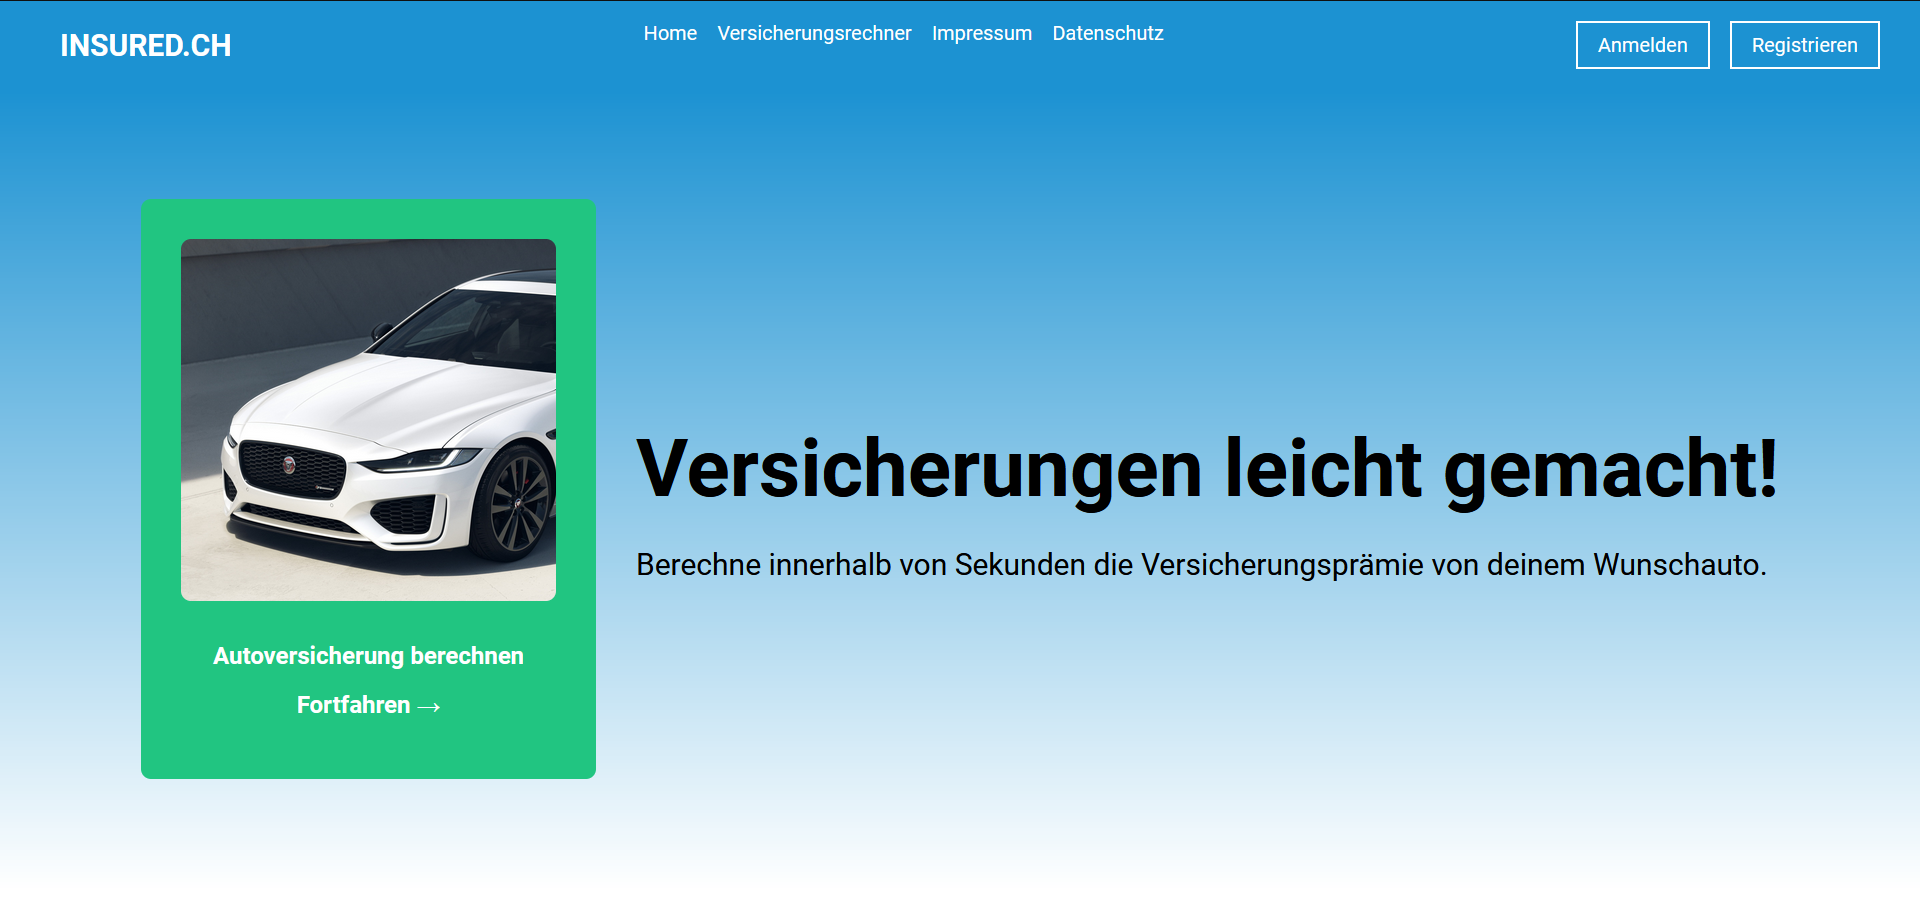 INSURED.CH
Home Versicherungsrechner Impressum Datenschutz
Anmelden Registrieren
Autoversicherung berechnen
Fortfahren →
Versicherungen leicht gemacht!
Berechne innerhalb von Sekunden die Versicherungsprämie von deinem Wunschauto.